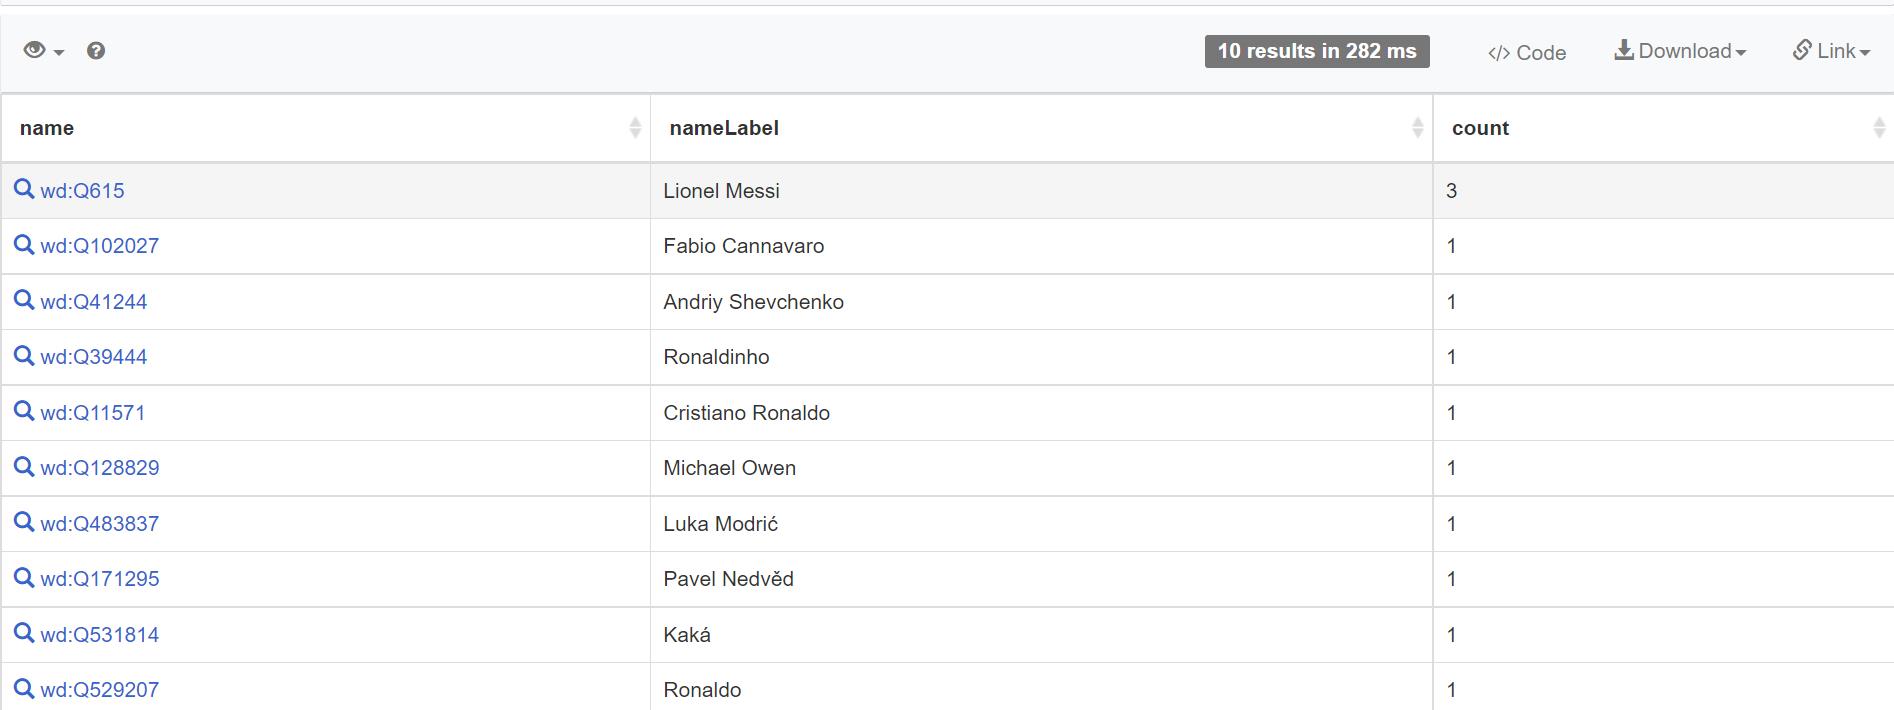 10 results in 282 ms </> Code Download Link
name nameLabel count
wd:Q615 Lionel Messi 3
wd:Q102027 Fabio Cannavaro 1
wd:Q41244 Andriy Shevchenko 1
wd:Q39444 Ronaldinho 1
wd:Q11571 Cristiano Ronaldo 1
wd:Q128829 Michael Owen 1
wd:Q483837 Luka Modrić 1
wd:Q171295 Pavel Nedvěd 1
wd:Q531814 Kaká 1
wd:Q529207 Ronaldo 1